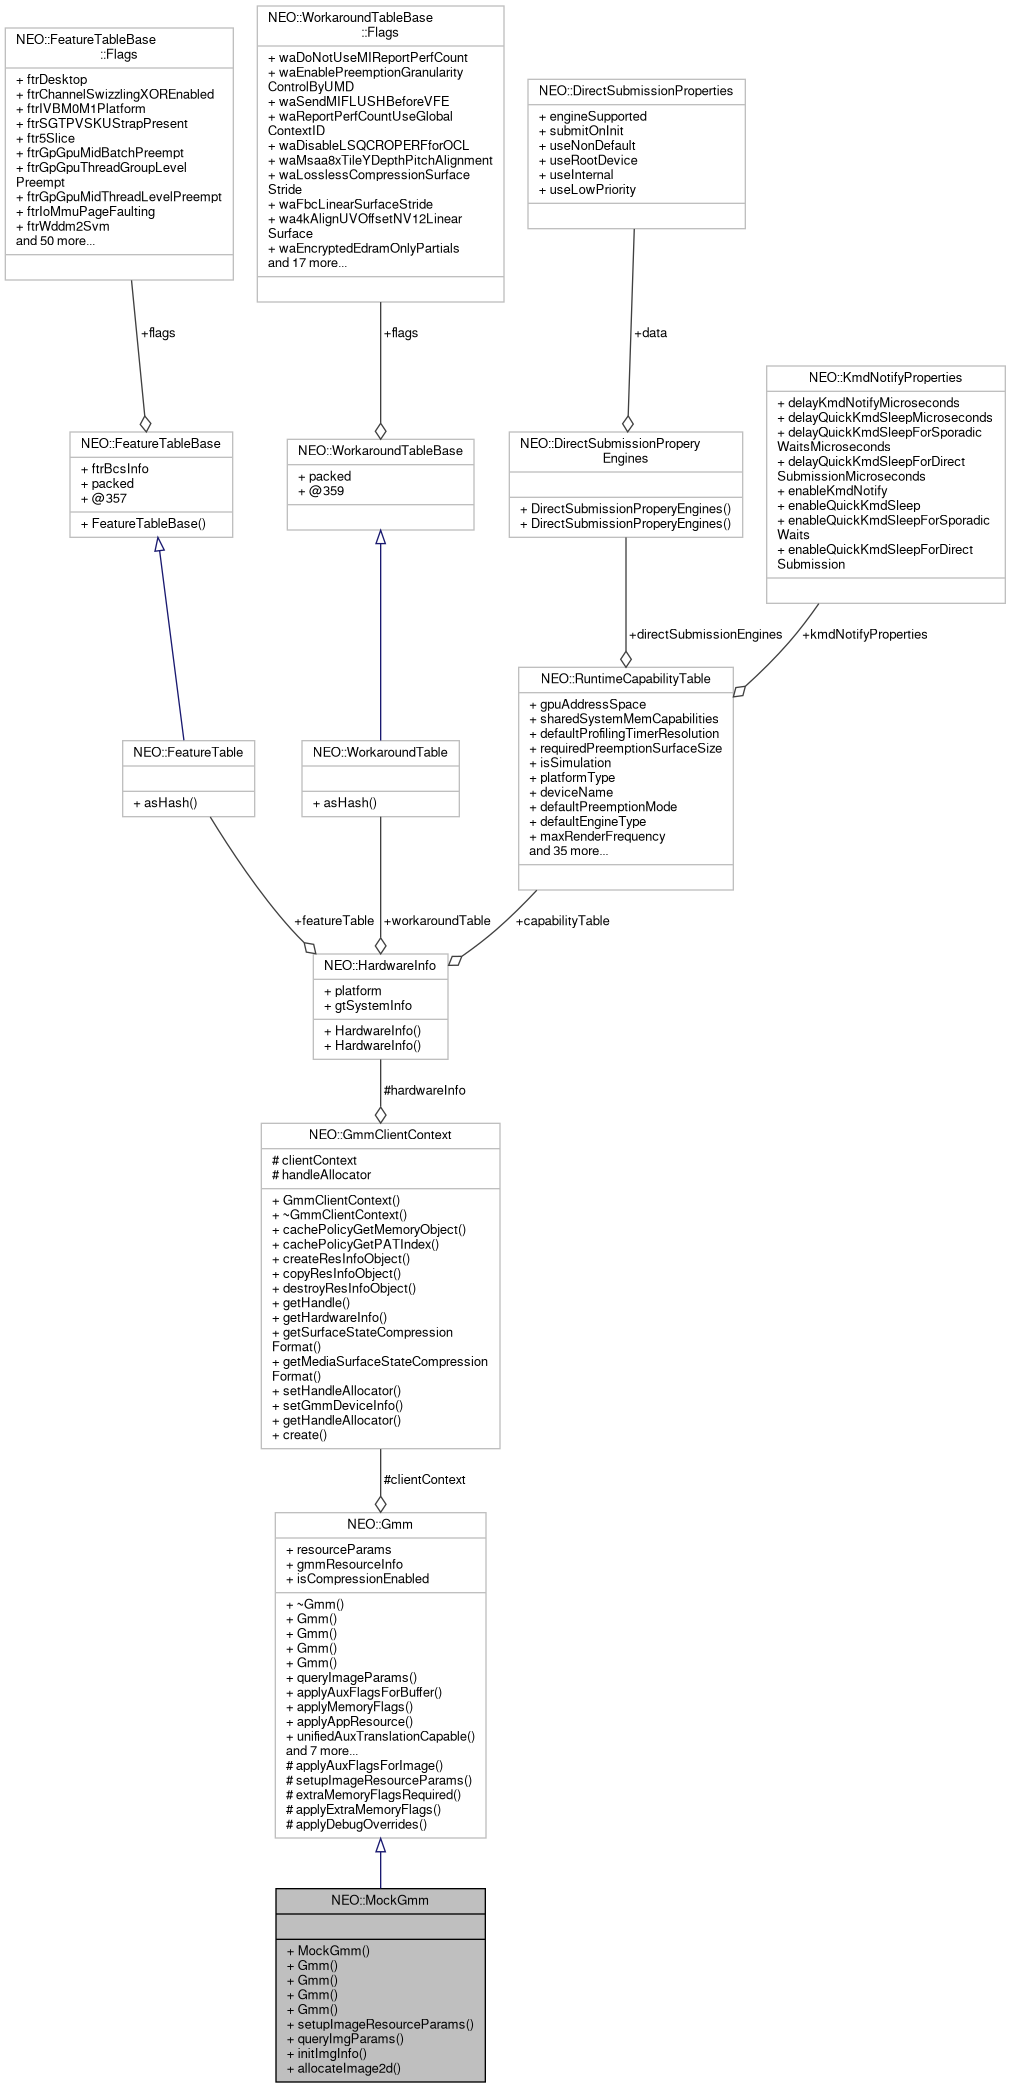 NEO::FeatureTableBase
::Flags
+ ftrDesktop
+ ftrChannelSwizzlingXOREnabled
+ ftrIVBM0M1Platform
+ ftrSGTPVSKUStrapPresent
+ ftr5Slice
+ ftrGpGpuMidBatchPreempt
+ ftrGpGpuThreadGroupLevel
Preempt
+ ftrGpGpuMidThreadLevelPreempt
+ ftrIoMmuPageFaulting
+ ftrWddm2Svm
and 50 more...
NEO::WorkaroundTableBase
::Flags
+ waDoNotUseMIReportPerfCount
+ waEnablePreemptionGranularity
ControlByUMD
+ waSendMIFLUSHBeforeVFE
+ waReportPerfCountUseGlobal
ContextID
+ waDisableLSQCROPERFforOCL
+ waMsaa8xTileYDepthPitchAlignment
+ waLosslessCompressionSurface
Stride
+ waFbcLinearSurfaceStride
+ wa4kAlignUVOffsetNV12Linear
Surface
+ waEncryptedEdramOnlyPartials
and 17 more...
NEO::DirectSubmissionProperties
+ engineSupported
+ submitOnInit
+ useNonDefault
+ useRootDevice
+ useInternal
+ useLowPriority
+flags
+flags
+data
NEO::KmdNotifyProperties
+ delayKmdNotifyMicroseconds
+ delayQuickKmdSleepMicroseconds
+ delayQuickKmdSleepForSporadic
WaitsMicroseconds
+ delayQuickKmdSleepForDirect
SubmissionMicroseconds
+ enableKmdNotify
+ enableQuickKmdSleep
+ enableQuickKmdSleepForSporadic
Waits
+ enableQuickKmdSleepForDirect
Submission
NEO::FeatureTableBase
+ ftrBcsInfo
+ packed
+ @357
+ FeatureTableBase()
NEO::WorkaroundTableBase
+ packed
+ @359
NEO::DirectSubmissionPropery
Engines
+ DirectSubmissionProperyEngines()
+ DirectSubmissionProperyEngines()
+directSubmissionEngines
+kmdNotifyProperties
NEO::RuntimeCapabilityTable
+ gpuAddressSpace
+ sharedSystemMemCapabilities
+ defaultProfilingTimerResolution
+ requiredPreemptionSurfaceSize
+ isSimulation
+ platformType
+ deviceName
+ defaultPreemptionMode
+ defaultEngineType
+ maxRenderFrequency
and 35 more...
NEO::FeatureTable
+ asHash()
NEO::WorkaroundTable
+ asHash()
+featureTable
+workaroundTable
+capabilityTable
NEO::HardwareInfo
+ platform
+ gtSystemInfo
+ HardwareInfo()
+ HardwareInfo()
#hardwareInfo
NEO::GmmClientContext
# clientContext
# handleAllocator
+ GmmClientContext()
+ ~GmmClientContext()
+ cachePolicyGetMemoryObject()
+ cachePolicyGetPATIndex()
+ createResInfoObject()
+ copyResInfoObject()
+ destroyResInfoObject()
+ getHandle()
+ getHardwareInfo()
+ getSurfaceStateCompression
Format()
+ getMediaSurfaceStateCompression
Format()
+ setHandleAllocator()
+ setGmmDeviceInfo()
+ getHandleAllocator()
+ create()
#clientContext
NEO::Gmm
+ resourceParams
+ gmmResourceInfo
+ isCompressionEnabled
+ ~Gmm()
+ Gmm()
+ Gmm()
+ Gmm()
+ Gmm()
+ queryImageParams()
+ applyAuxFlagsForBuffer()
+ applyMemoryFlags()
+ applyAppResource()
+ unifiedAuxTranslationCapable()
and 7 more...
# applyAuxFlagsForImage()
# setupImageResourceParams()
# extraMemoryFlagsRequired()
# applyExtraMemoryFlags()
# applyDebugOverrides()
NEO::MockGmm
+ MockGmm()
+ Gmm()
+ Gmm()
+ Gmm()
+ Gmm()
+ setupImageResourceParams()
+ queryImgParams()
+ initImgInfo()
+ allocateImage2d()